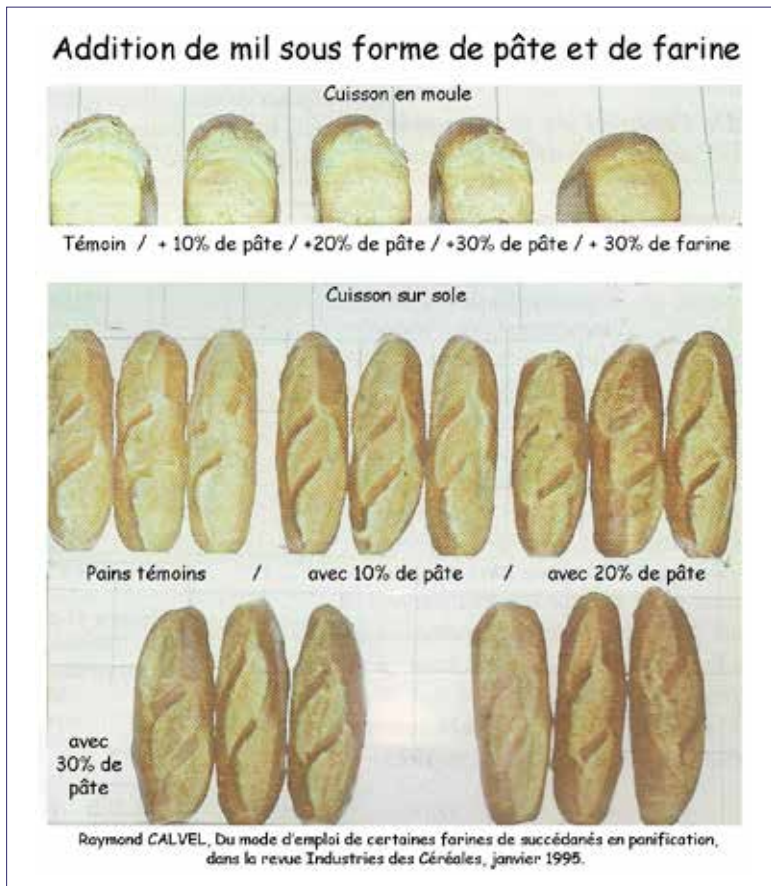 Addition de mil sous forme de pâte et de farine
Cuisson en moule
Témoin / + 10% de pâte / +20% de pâte / +30% de pâte / + 30% de farine
Cuisson sur sole
Pains témoins / avec 10% de pâte / avec 20% de pâte
avec
30% de
pâte
Raymond CALVEL, Du mode d'emploi de certaines farines de succédanés en panification,
dans la revue Industries des Céréales, janvier 1995.